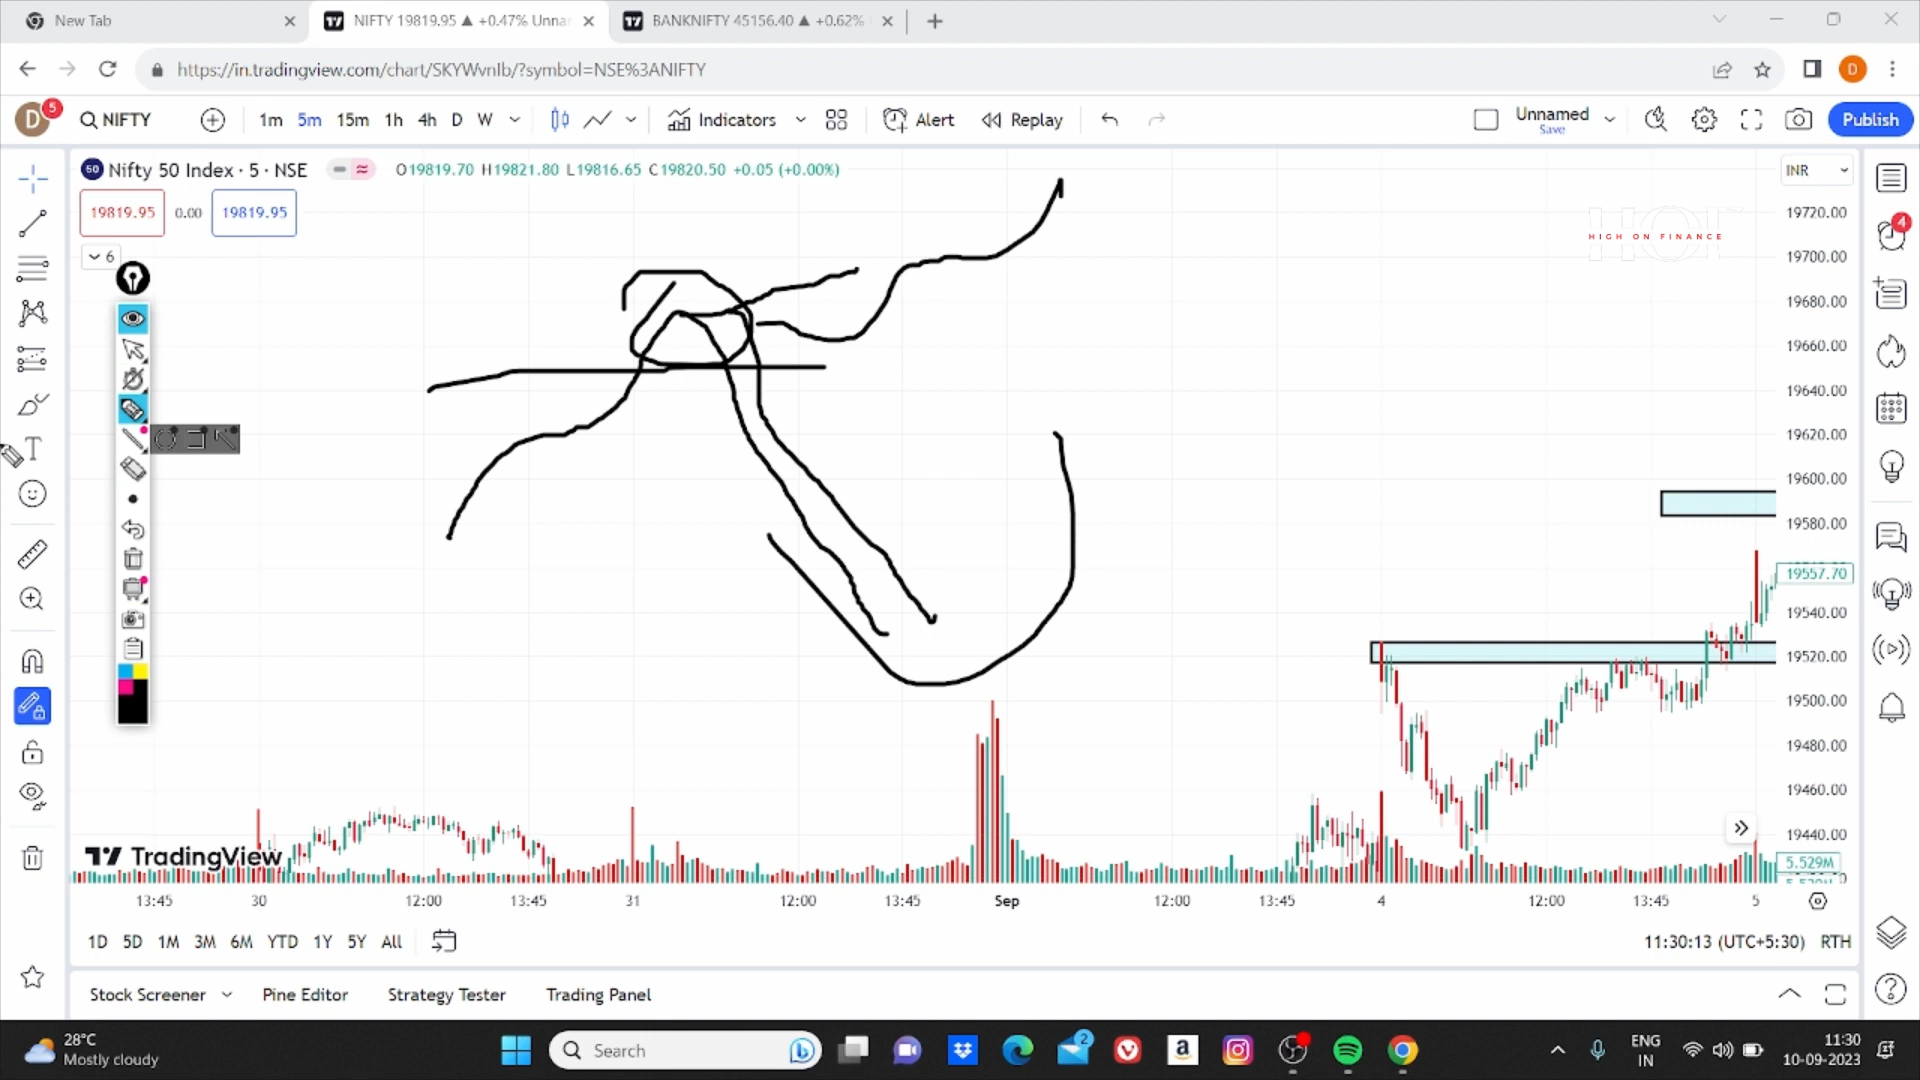 New Tab
NIFTY 19819.95 ▲ +0.47% Unna
BANKNIFTY 45156.40 ▲ +0.62%
https://in.tradingview.com/chart/SKYWvnIb/?symbol=NSE%3ANIFTY
D
D 5
NIFTY
1m 5m 15m 1h 4h D W
Indicators
Alert
Replay
Unnamed
Save
Publish
50 Nifty 50 Index · 5 · NSE
O19819.70 H19821.80 L19816.65 C19820.50 +0.05 (+0.00%)
INR
19819.95 0.00 19819.95
6
HOF
HIGH ON FINANCE
4
19720.00
19700.00
19680.00
19660.00
19640.00
19620.00
19600.00
19580.00
19557.70
19540.00
19520.00
19500.00
19480.00
19460.00
19440.00
5.529M
TradingView
13:45 30 12:00 13:45 31 12:00 13:45 Sep 12:00 13:45 4 12:00 13:45 5
1D 5D 1M 3M 6M YTD 1Y 5Y All
11:30:13 (UTC+5:30) RTH
Stock Screener Pine Editor Strategy Tester Trading Panel
28°C
Mostly cloudy
Search
2
ENG
IN
11:30
10-09-2023